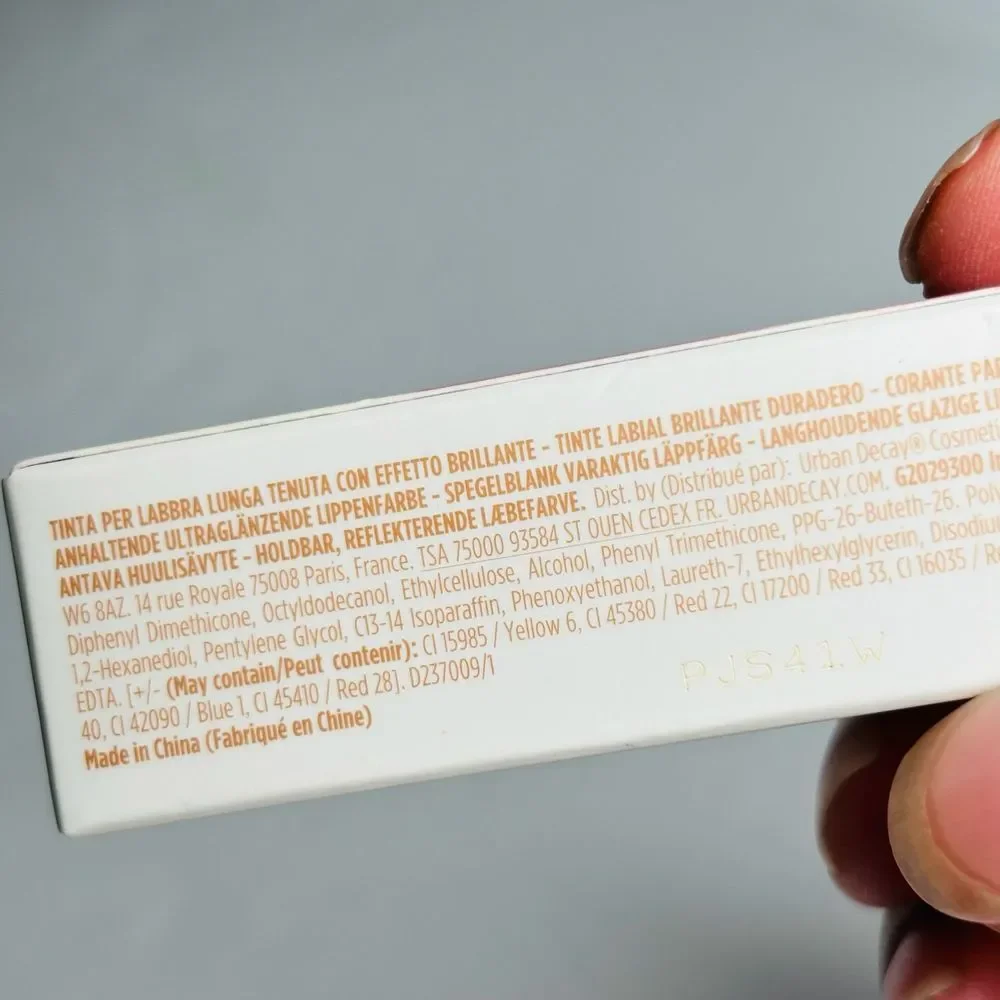 TINTA PER LABBRA LUNGA TENUTA CON EFFETTO BRILLANTE - TINTE LABIAL BRILLANTE DURADERO - CORANTE PAR
ANHALTENDE ULTRAGLÄNZENDE LIPPENFARBE - SPEGELBLANK VARAKTIG LÄPPFÄRG - LANGHOUDENDE GLAZIGE
ANTAVA HUULISÄVYTE - HOLDBAR, REFLEKTERENDE LÆBEFARVE. Dist. by (Distribué par): Urban Decay® Cosmeti
W6 8AZ. 14 rue Royale 75008 Paris, France. TSA 75000 93584 ST OUEN CEDEX FR. URBANDECAY.COM. G2029300
Diphenyl Dimethicone, Octyldodecanol, Ethylcellulose, Alcohol, Phenyl Trimethicone, PPG-26-Buteth-26.
1,2-Hexanediol, Pentylene Glycol, C13-14 Isoparaffin, Phenoxyethanol, Laureth-7, Ethylhexylglycerin, Disodiu
EDTA. [+/- (May contain/Peut contenir): CI 15985 / Yellow 6, CI 45380 / Red 22, CI 17200 / Red 33, CI 16035 /
40, CI 42090 / Blue 1, CI 45410 / Red 28]. D237009/1
Made in China (Fabriqué en Chine)
PJS41W